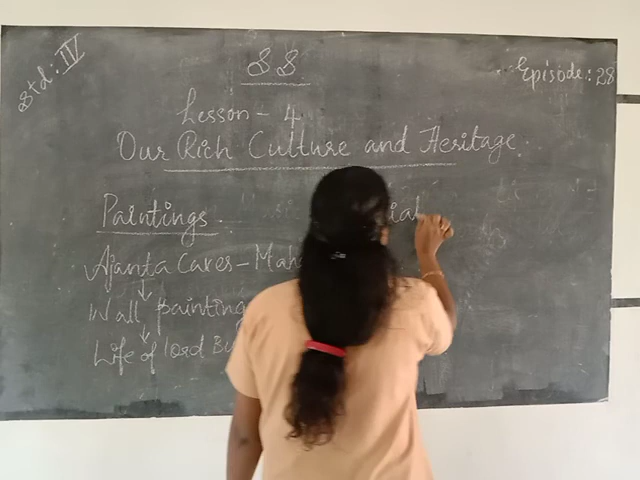 Std: IV
S S
Episode: 28
Lesson - 4
Our Rich Culture and Heritage.
Paintings
Ajanta Caves - Mah
Wall painting
Life of lord Bu